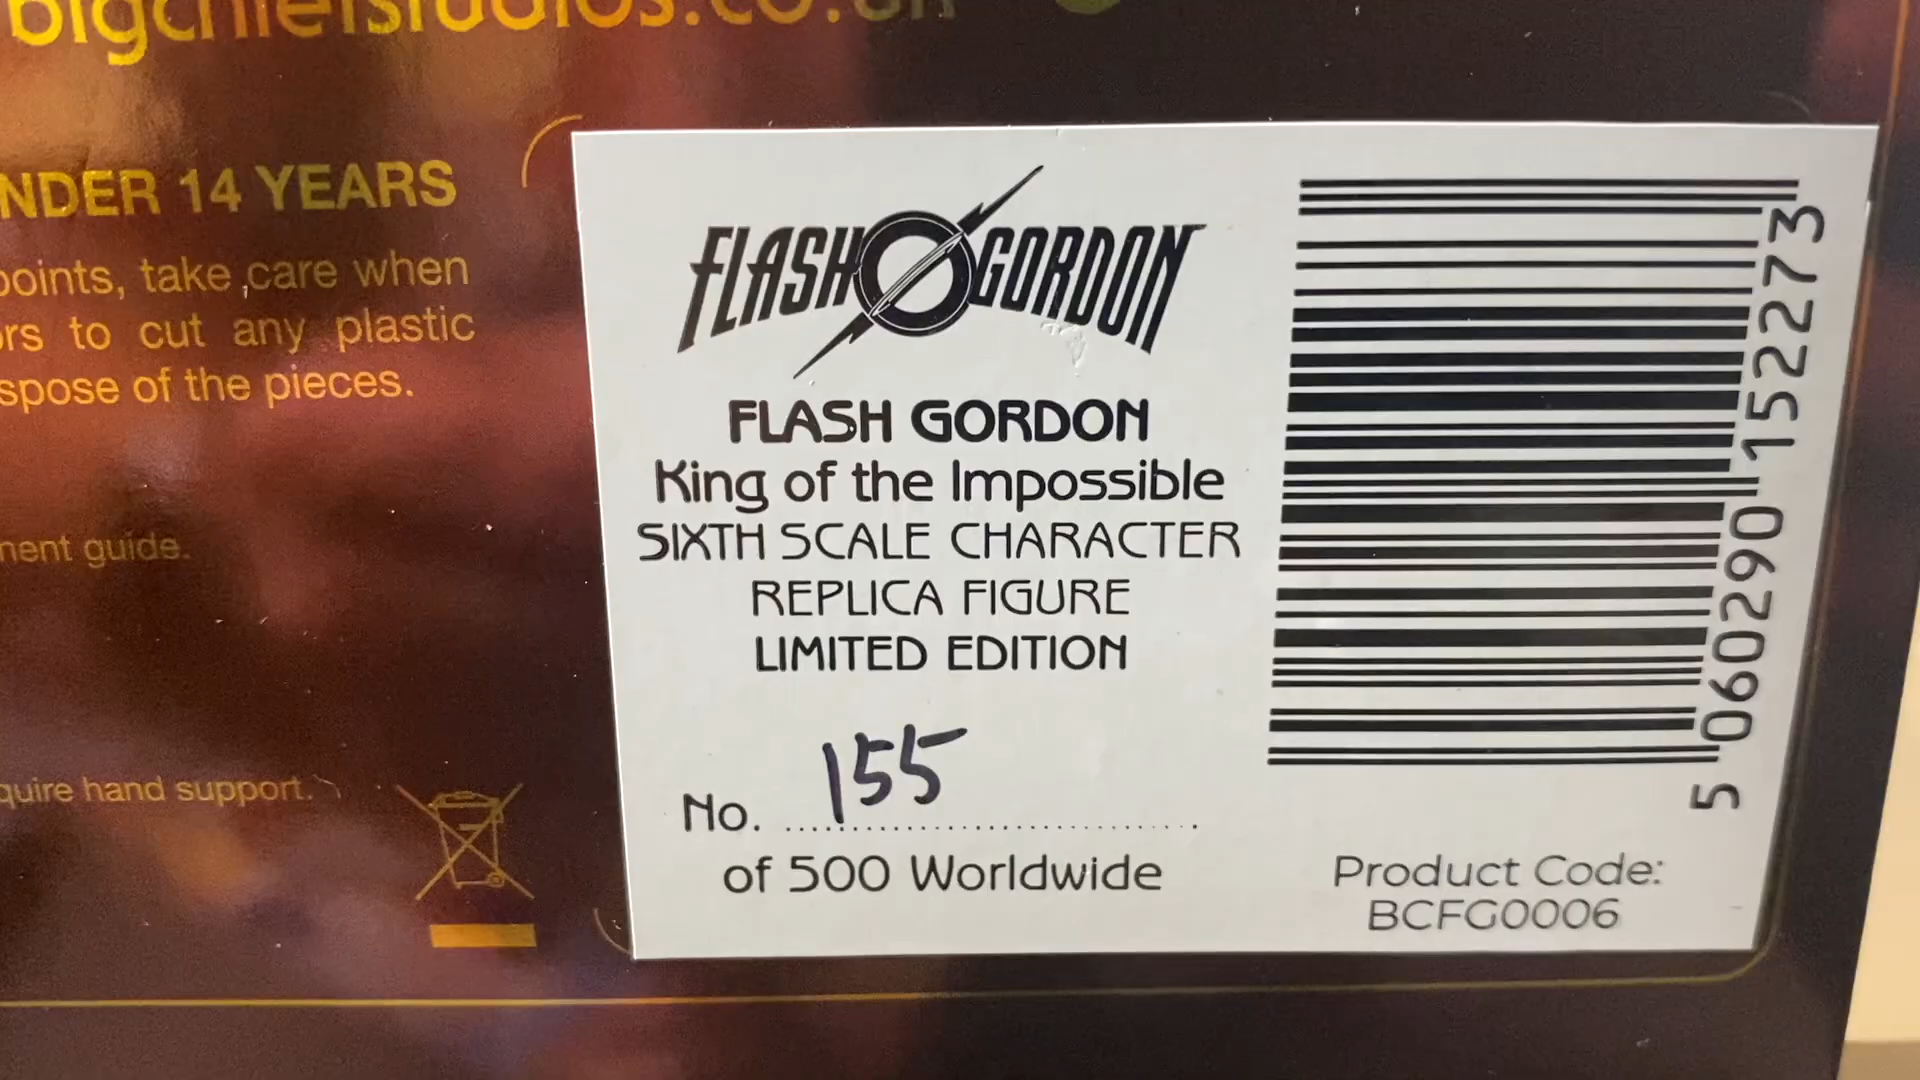 bigchiefstudios.co.uk
NDER 14 YEARS
points, take care when
ors to cut any plastic
spose of the pieces.
ment guide.
quire hand support.
FLASH GORDON
FLASH GORDON
King of the Impossible
SIXTH SCALE CHARACTER
REPLICA FIGURE
LIMITED EDITION
No. 155
of 500 Worldwide
5 060290 152273
Product Code:
BCFG0006